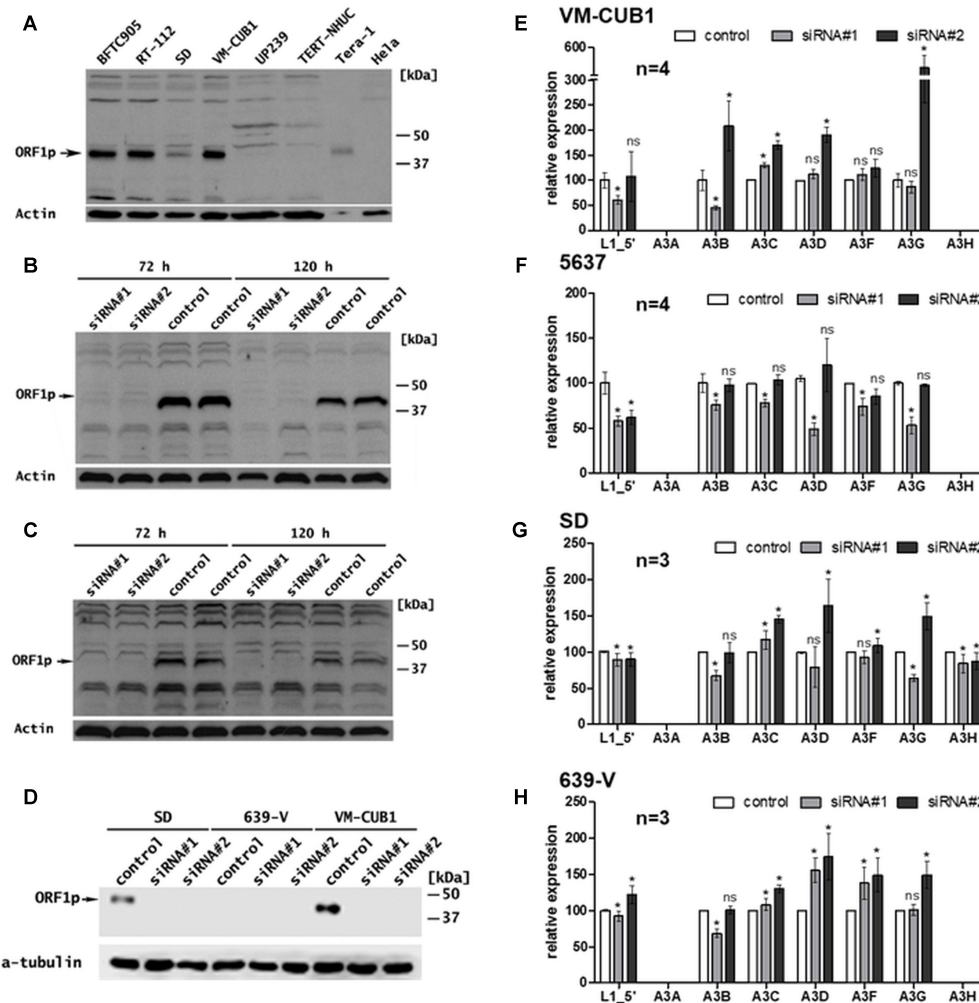 A
BFTC905 RT-112 SD VM-CUB1 UP239 TERT-NHUC Tera-1 Hela
[kDa]
50
ORF1p
37
Actin
B
72 h 120 h
siRNA#1 siRNA#2 control control siRNA#1 siRNA#2 control control
[kDa]
50
ORF1p
37
Actin
C
72 h 120 h
siRNA#1 siRNA#2 control control siRNA#1 siRNA#2 control control
[kDa]
50
ORF1p
37
Actin
D
SD 639-V VM-CUB1
control siRNA#1 siRNA#2 control siRNA#1 siRNA#2 control siRNA#1 siRNA#2
[kDa]
ORF1p
50
37
a-tubulin
E
VM-CUB1
control siRNA#1 siRNA#2
n=4
relative expression
600
300
250
200
150
100
50
0
* ns * * * * ns * ns ns ns *
L1_5' A3A A3B A3C A3D A3F A3G A3H
F
5637
control siRNA#1 siRNA#2
n=4
relative expression
200
150
100
50
0
* * * ns * ns * ns * ns * ns
L1_5' A3A A3B A3C A3D A3F A3G A3H
G
SD
control siRNA#1 siRNA#2
n=3
relative expression
250
200
150
100
50
0
* * * ns * * ns * ns * * * * *
L1_5' A3A A3B A3C A3D A3F A3G A3H
H
639-V
control siRNA#1 siRNA#2
n=3
relative expression
250
200
150
100
50
0
* * * ns * * * * * * ns *
L1_5' A3A A3B A3C A3D A3F A3G A3H